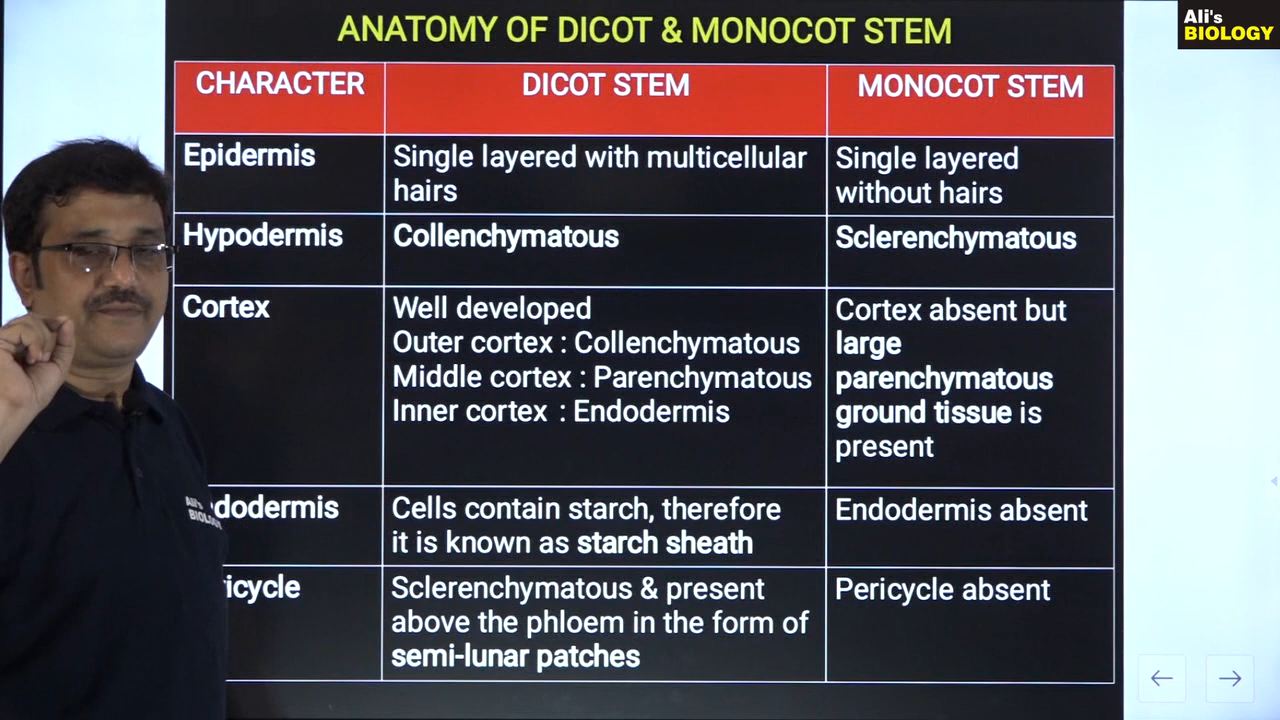 Ali's
BIOLOGY
ANATOMY OF DICOT & MONOCOT STEM
CHARACTER DICOT STEM MONOCOT STEM
Epidermis
Single layered with multicellular
hairs
Single layered
without hairs
Hypodermis
Collenchymatous
Sclerenchymatous
Cortex
Well developed
Outer cortex : Collenchymatous
Middle cortex : Parenchymatous
Inner cortex : Endodermis
Cortex absent but
large
parenchymatous
ground tissue is
present
dodermis
Cells contain starch, therefore
it is known as starch sheath
Endodermis absent
icycle
Sclerenchymatous & present
above the phloem in the form of
semi-lunar patches
Pericycle absent
Ali's
BIOLOGY